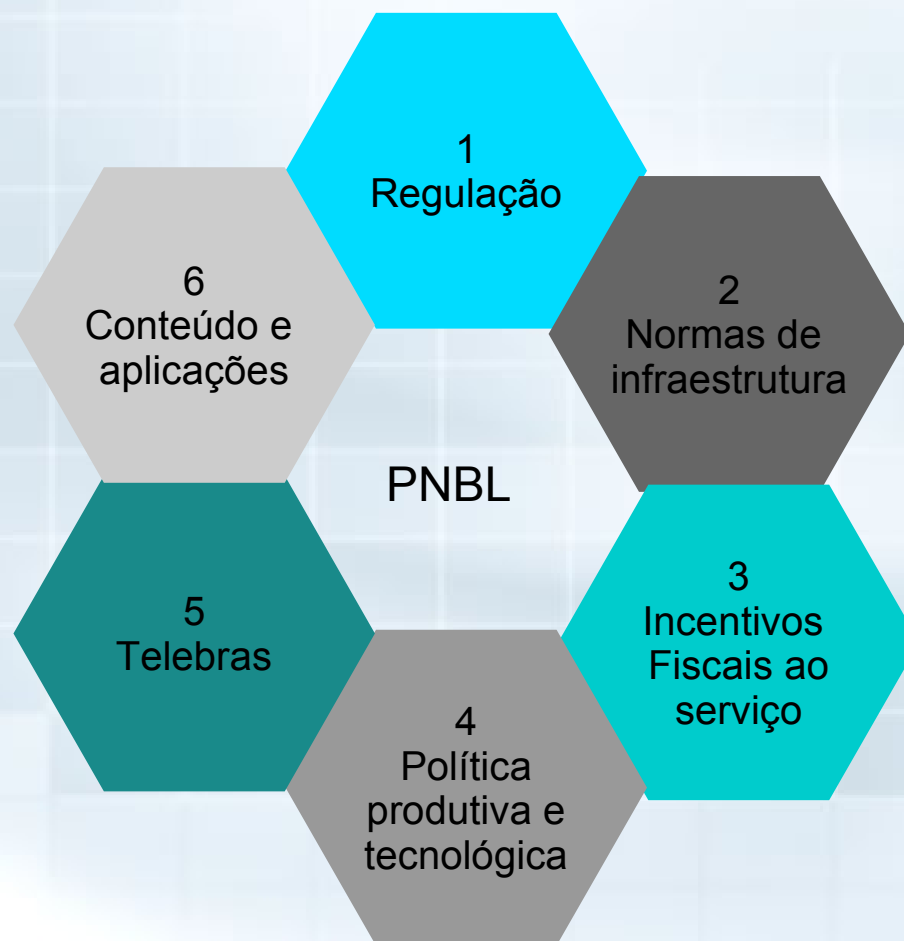 1
Regulação
2
Normas de
infraestrutura
3
Incentivos
Fiscais ao
serviço
4
Política
produtiva e
tecnológica
5
Telebras
6
Conteúdo e
aplicações
PNBL